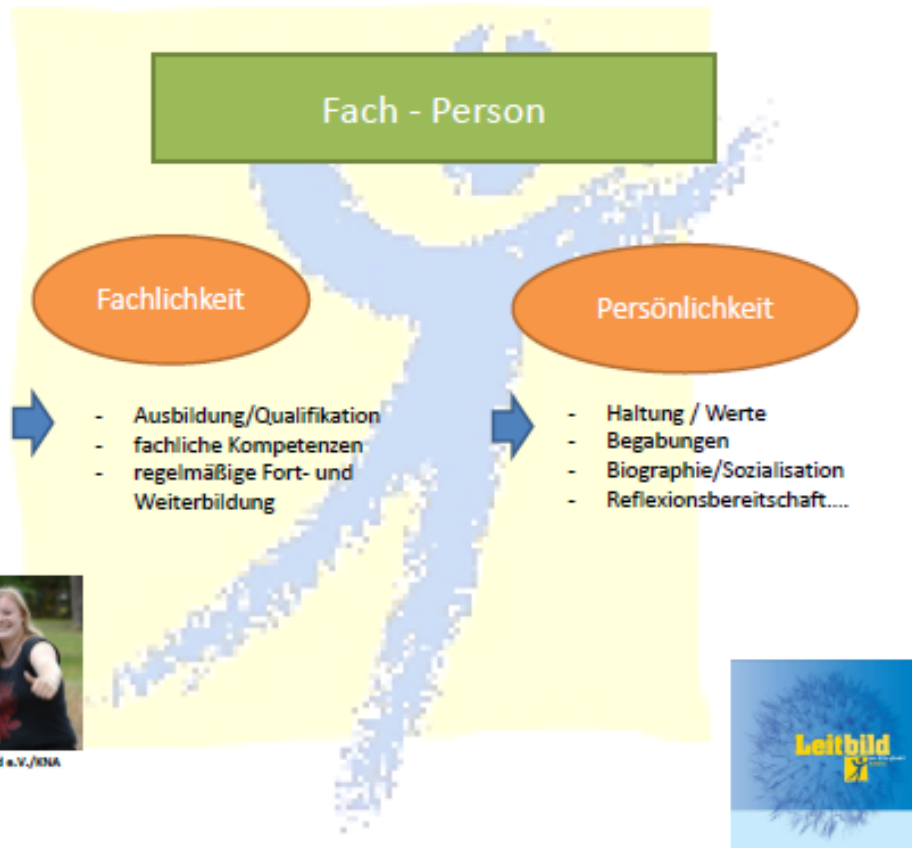 Fach - Person
Fachlichkeit
- Ausbildung/Qualifikation
- fachliche Kompetenzen
- regelmäßige Fort- und
Weiterbildung
Persönlichkeit
- Haltung / Werte
- Begabungen
- Biographie/Sozialisation
- Reflexionsbereitschaft....
e.V./KNA
Leitbild